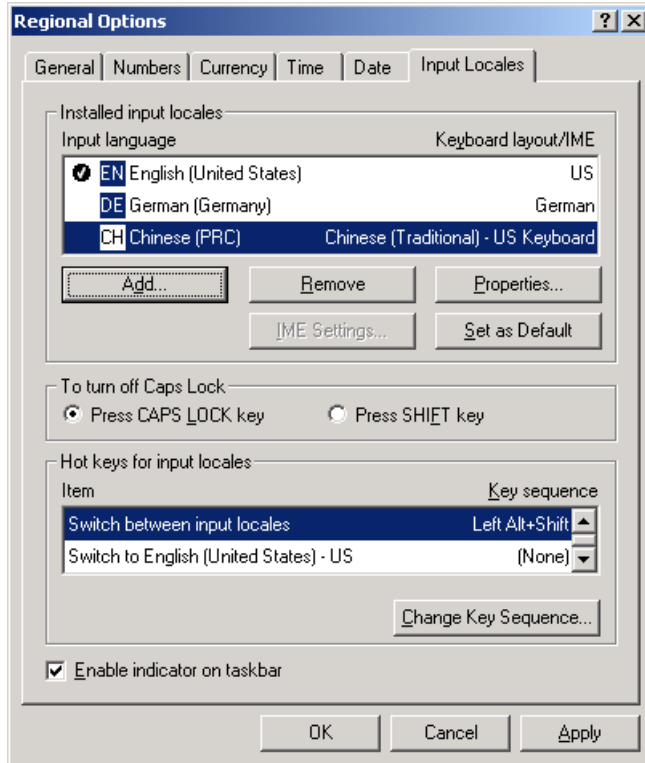 Regional Options
General Numbers Currency Time Date Input Locales
Installed input locales
Input language Keyboard layout/IME
EN English (United States) US
DE German (Germany) German
CH Chinese (PRC) Chinese (Traditional) - US Keyboard
Add... Remove Properties...
IME Settings... Set as Default
To turn off Caps Lock
Press CAPS LOCK key Press SHIFT key
Hot keys for input locales
Item Key sequence
Switch between input locales Left Alt+Shift
Switch to English (United States) - US (None)
Change Key Sequence...
Enable indicator on taskbar
OK Cancel Apply